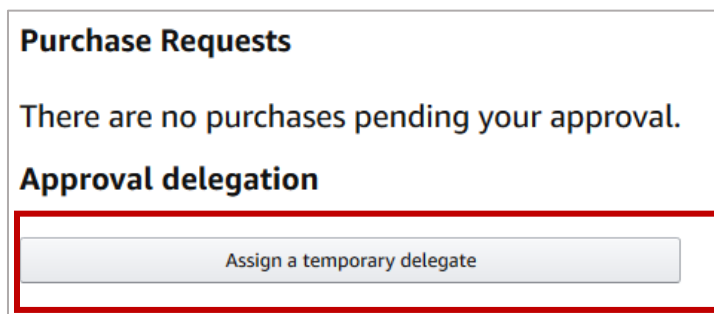 Purchase Requests
There are no purchases pending your approval.
Approval delegation
Assign a temporary delegate